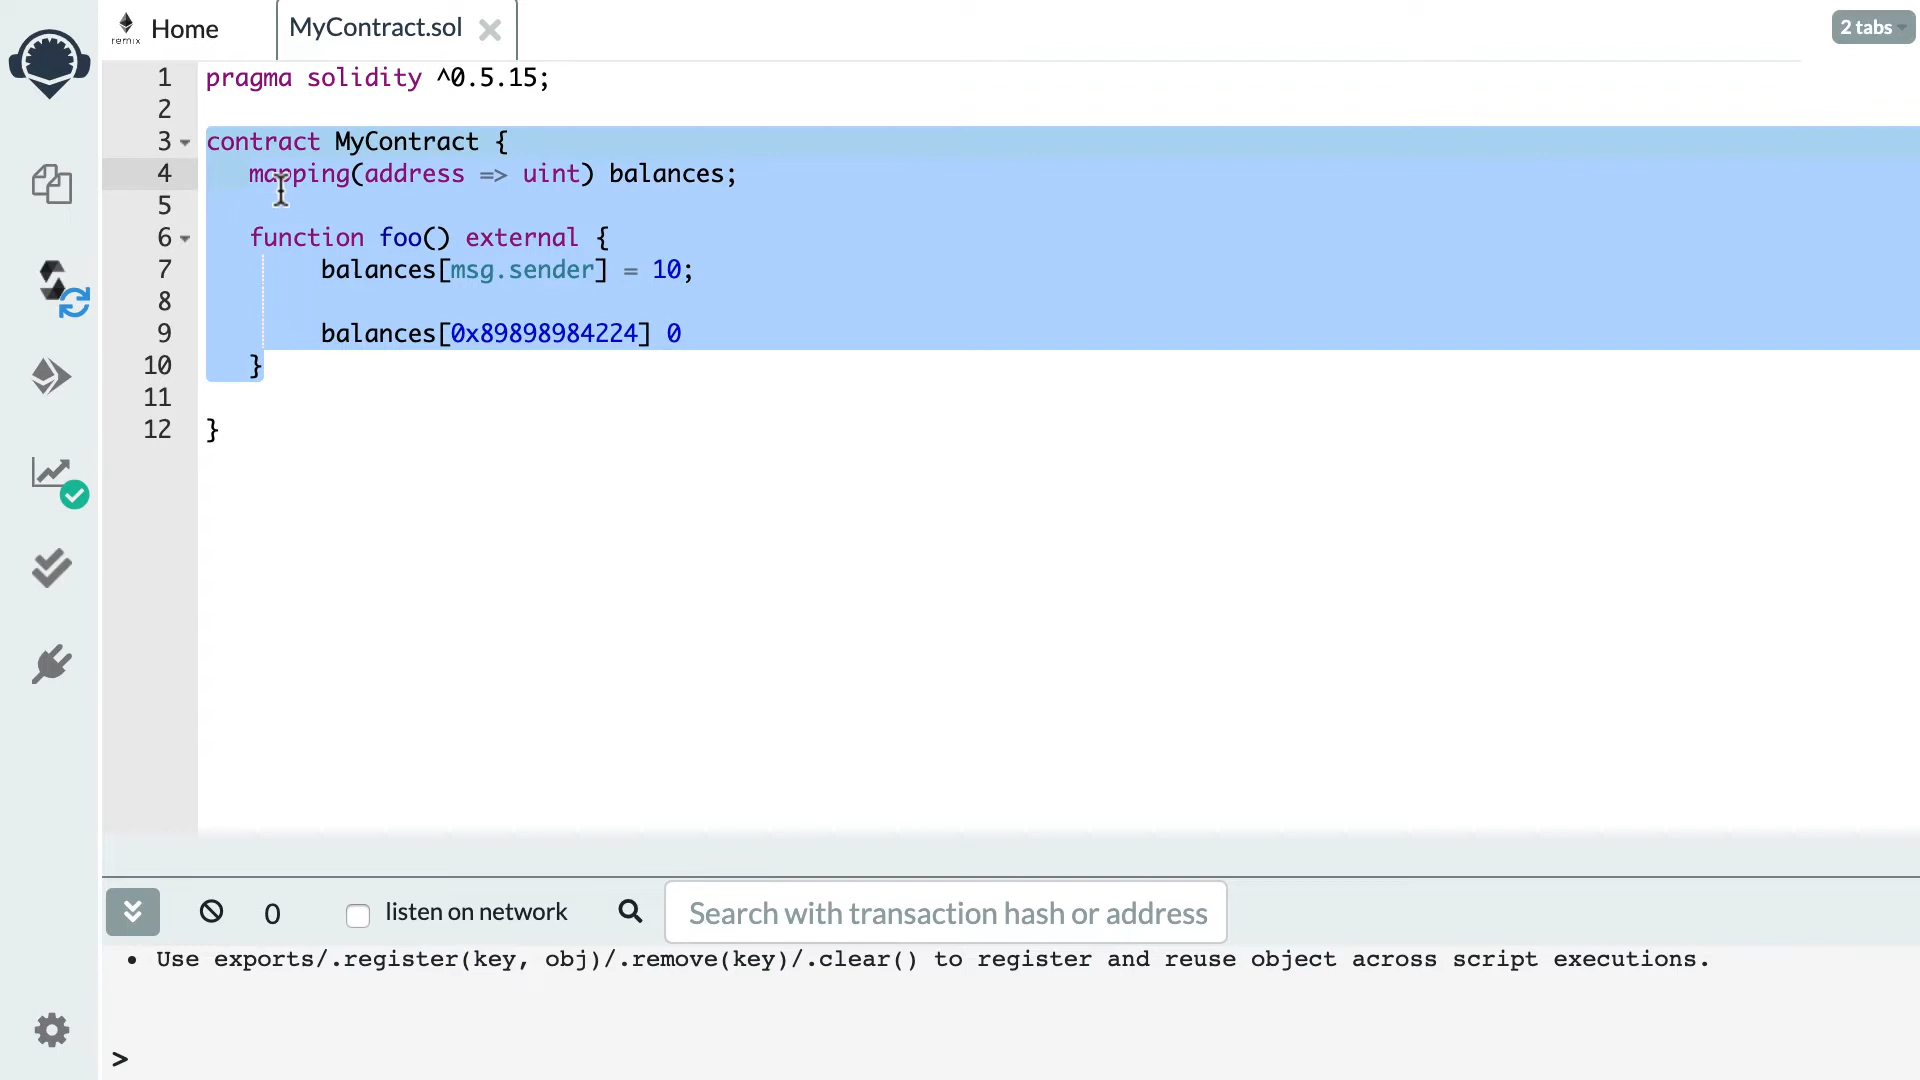 remix Home MyContract.sol 2 tabs
1 pragma solidity ^0.5.15;
2
3 contract MyContract {
4 mapping(address => uint) balances;
5
6 function foo() external {
7 balances[msg.sender] = 10;
8
9 balances[0x89898984224] 0
10 }
11
12 }
0 listen on network Search with transaction hash or address
• Use exports/.register(key, obj)/.remove(key)/.clear() to register and reuse object across script executions.
>